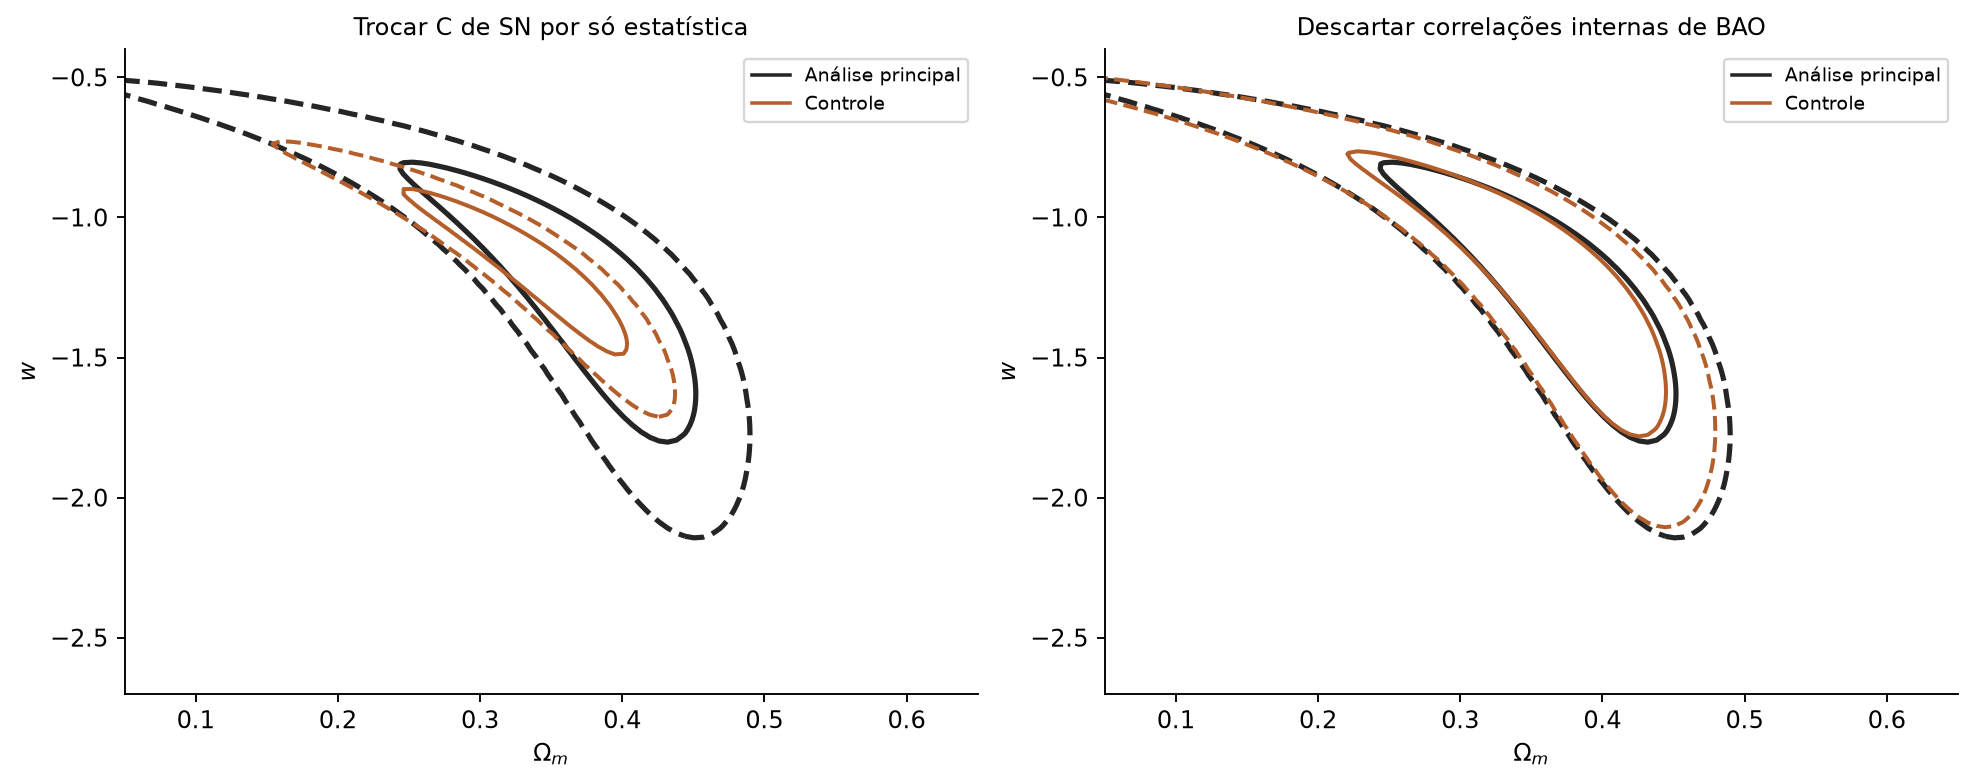 Trocar C de SN por só estatística
Análise principal
Controle
−0.5
−1.0
−1.5
−2.0
−2.5
w
0.1 0.2 0.3 0.4 0.5 0.6
Ωm
Descartar correlações internas de BAO
Análise principal
Controle
−0.5
−1.0
−1.5
−2.0
−2.5
w
0.1 0.2 0.3 0.4 0.5 0.6
Ωm